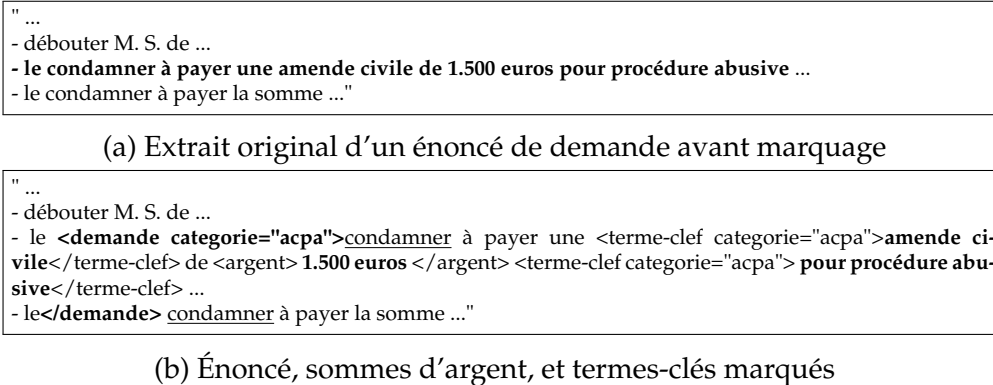 " ...
- débouter M. S. de ...
- le condamner à payer une amende civile de 1.500 euros pour procédure abusive ...
- le condamner à payer la somme ..."
(a) Extrait original d'un énoncé de demande avant marquage
" ...
- débouter M. S. de ...
- le <demande categorie="acpa">condamner à payer une <terme-clef categorie="acpa">amende ci-
vile</terme-clef> de <argent> 1.500 euros </argent> <terme-clef categorie="acpa"> pour procédure abu-
sive</terme-clef> ...
- le</demande> condamner à payer la somme ..."
(b) Énoncé, sommes d'argent, et termes-clés marqués